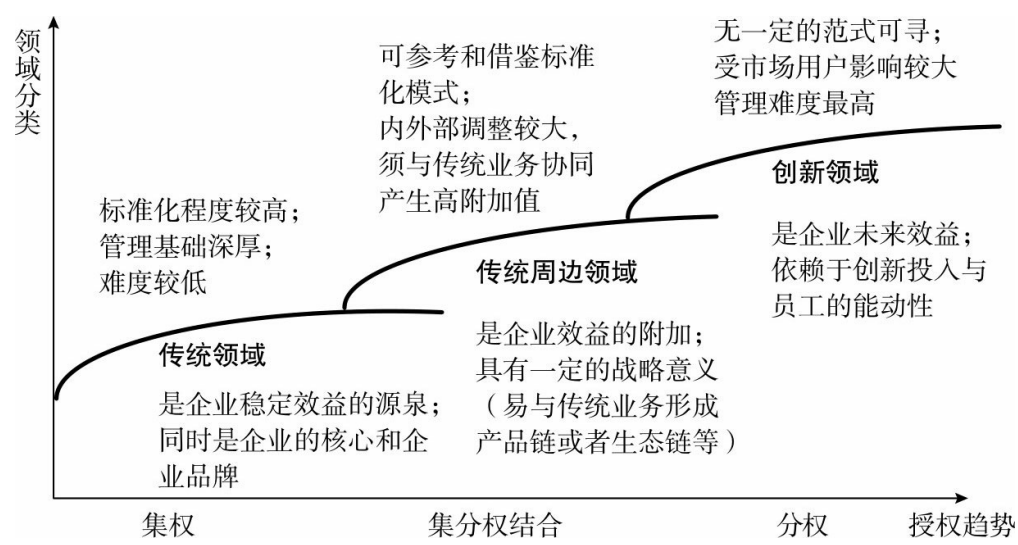 领域分类
无一定的范式可寻；
受市场用户影响较大
管理难度最高
可参考和借鉴标准
化模式；
内外部调整较大，
须与传统业务协同
产生高附加值
标准化程度较高；
管理基础深厚；
难度较低
创新领域
是企业未来效益；
依赖于创新投入与
员工的能动性
传统周边领域
是企业效益的附加；
具有一定的战略意义
（易与传统业务形成
产品链或者生态链等）
传统领域
是企业稳定效益的源泉；
同时是企业的核心和企
业品牌
集权
集分权结合
分权
授权趋势